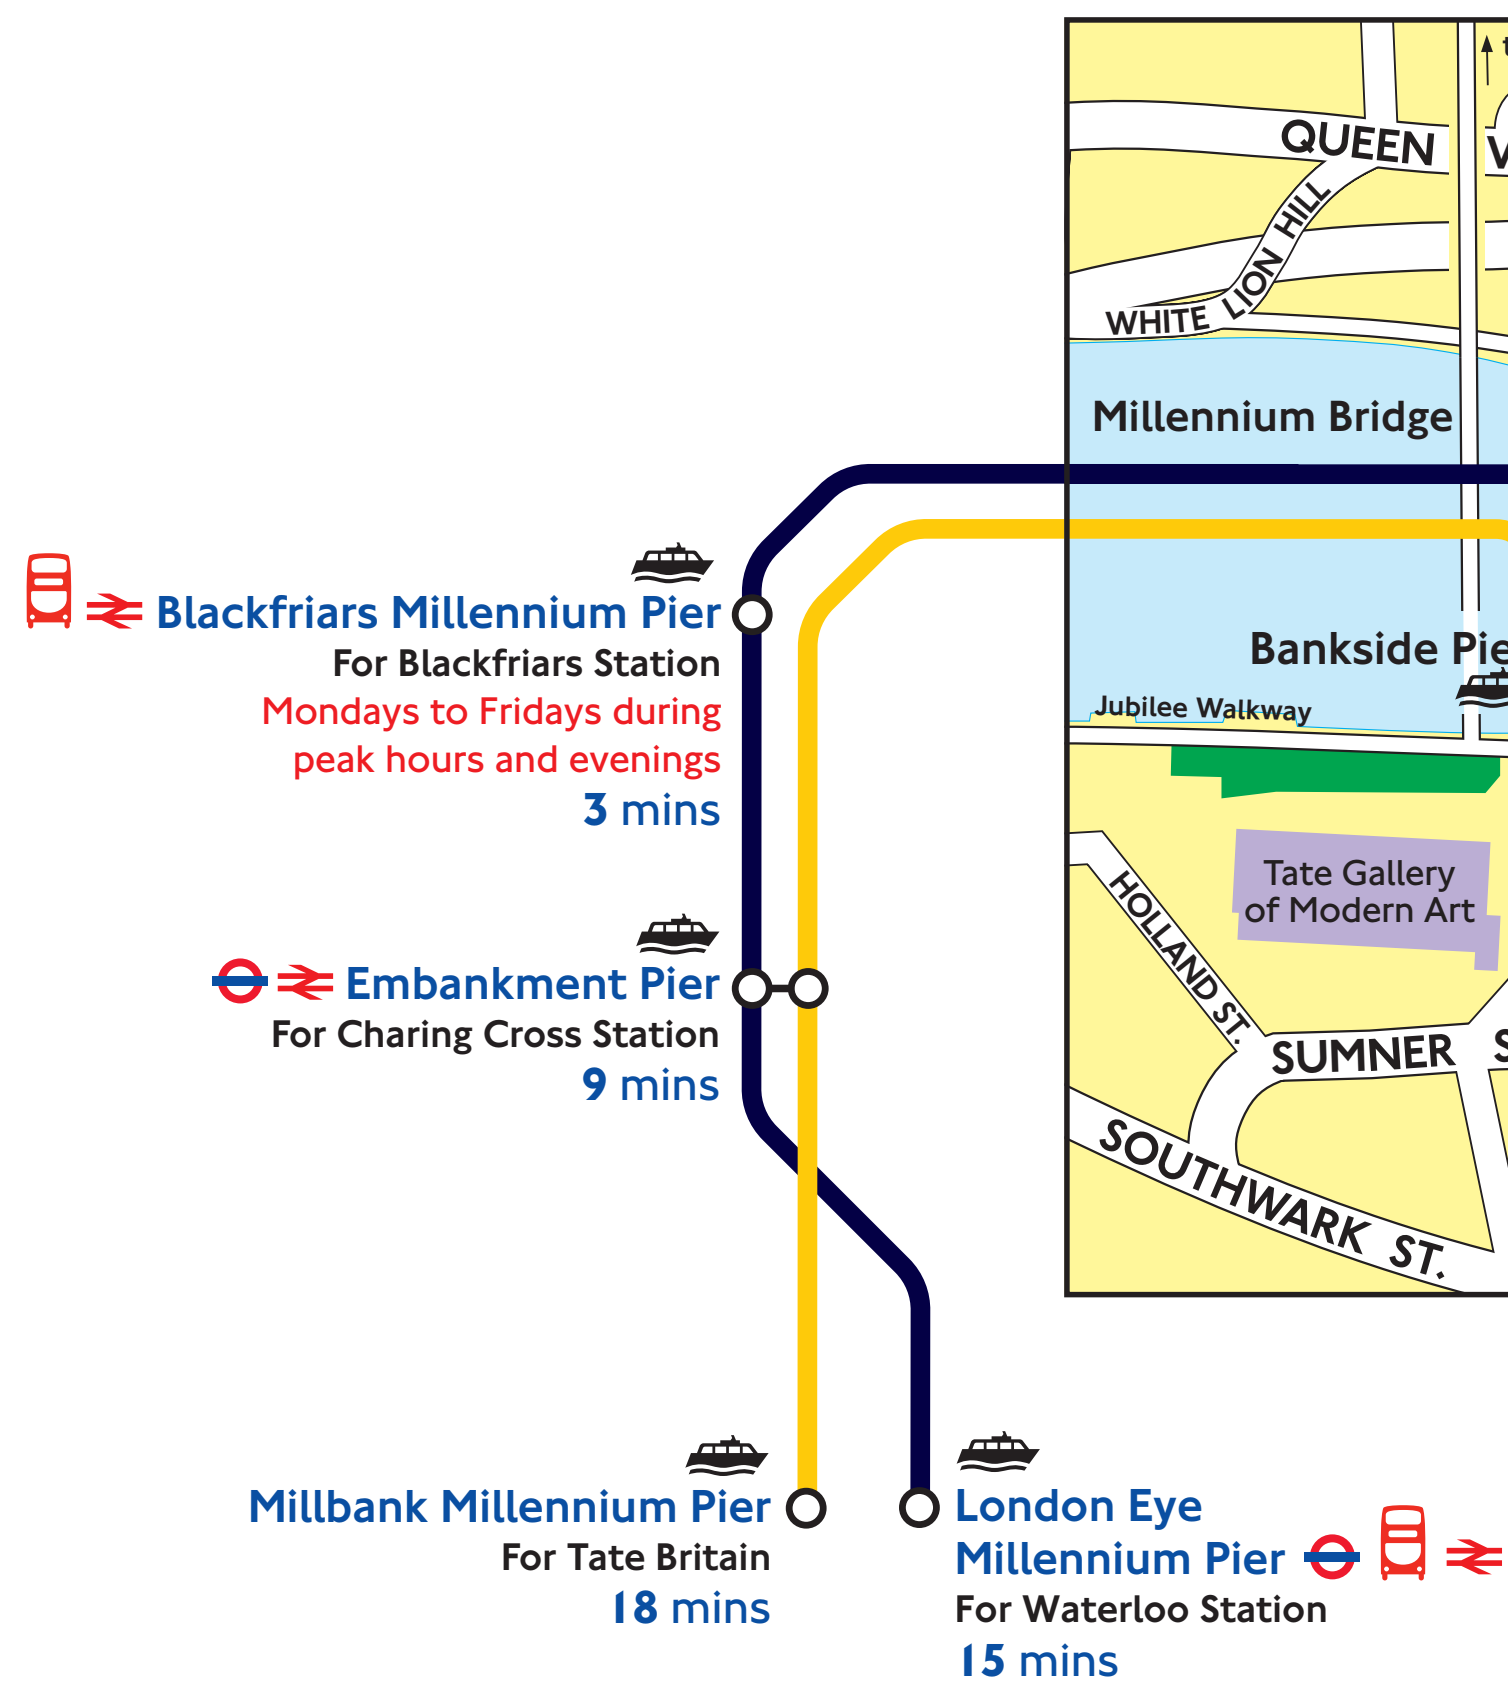 QUEEN
WHITE LION HILL
Millennium Bridge
Blackfriars Millennium Pier
For Blackfriars Station
Mondays to Fridays during
peak hours and evenings
3 mins
Bankside Pie
Jubilee Walkway
Tate Gallery
of Modern Art
HOLLAND ST.
Embankment Pier
For Charing Cross Station
9 mins
SUMNER S
SOUTHWARK ST.
Millbank Millennium Pier
For Tate Britain
18 mins
London Eye
Millennium Pier
For Waterloo Station
15 mins